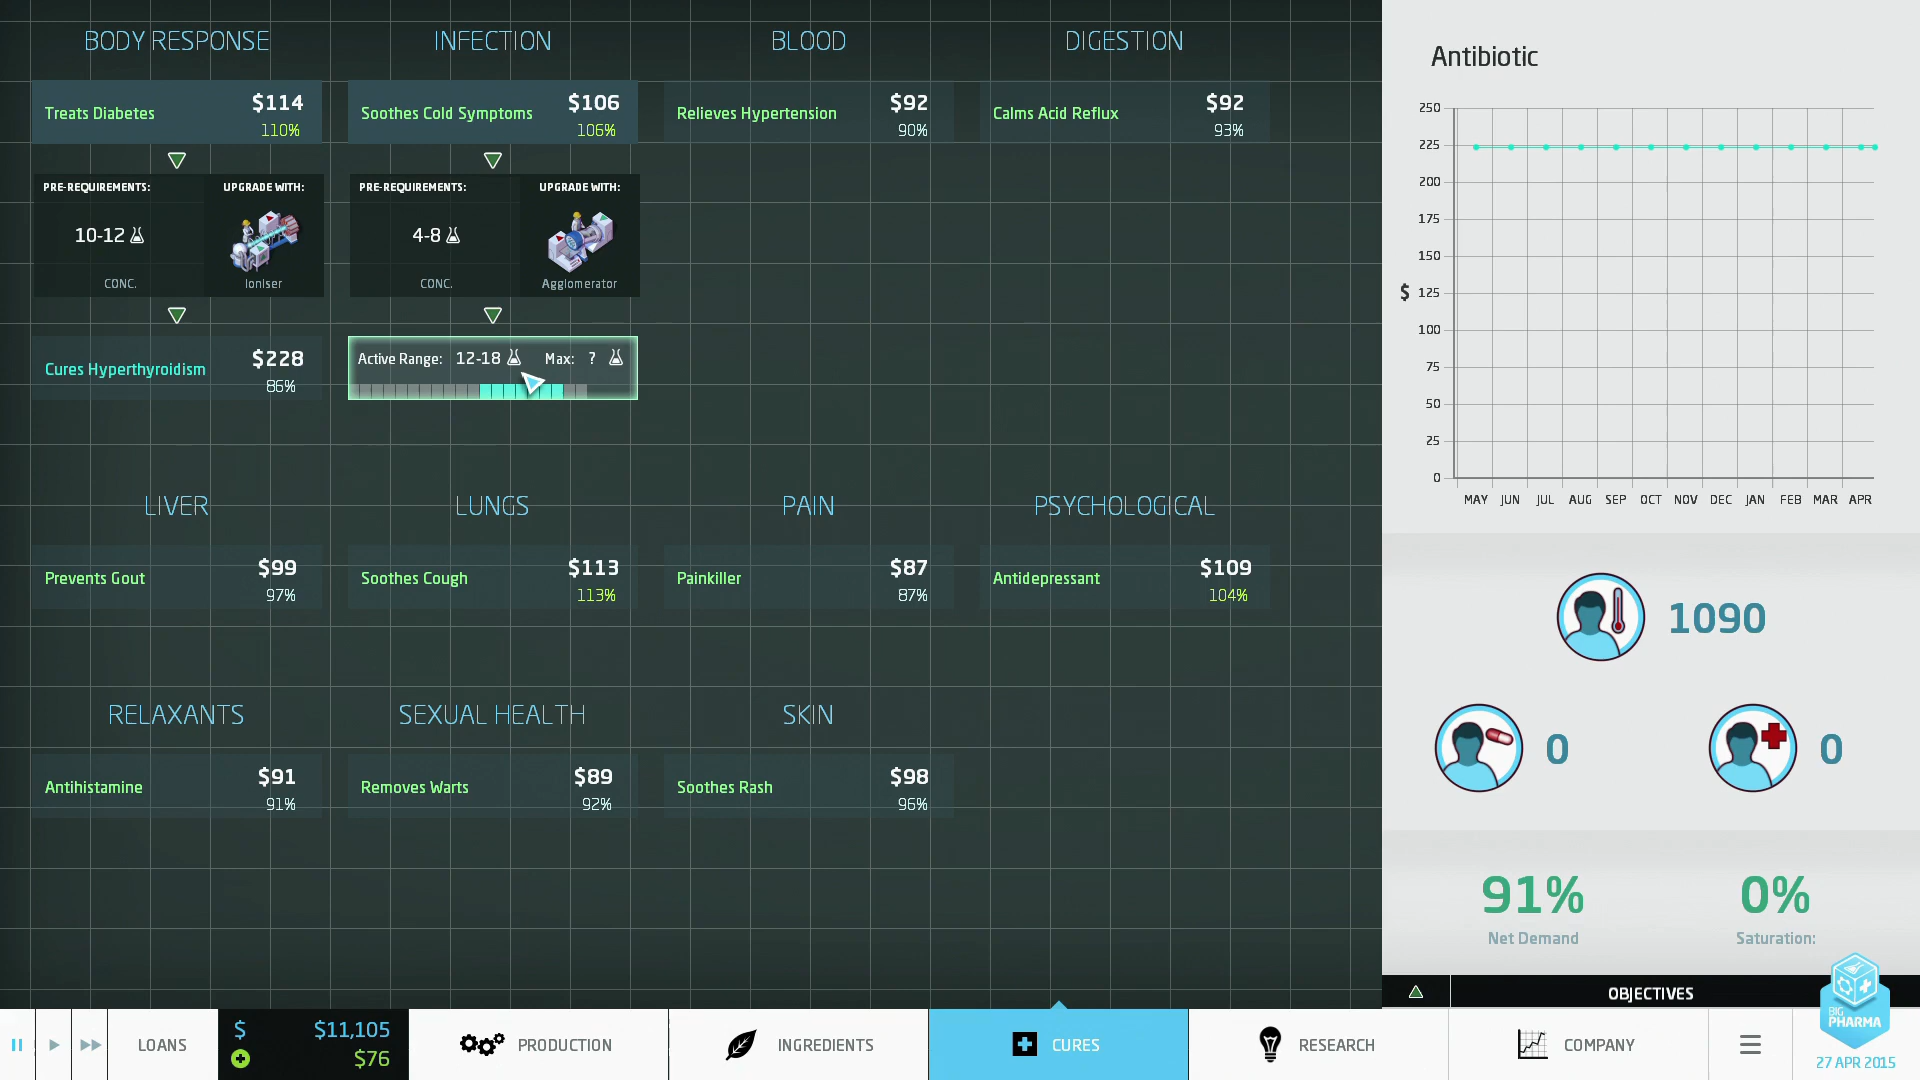 BODY RESPONSE
INFECTION
BLOOD
DIGESTION
Treats Diabetes $114
110%
Soothes Cold Symptoms $106
106%
Relieves Hypertension $92
90%
Calms Acid Reflux $92
93%
PRE-REQUIREMENTS: UPGRADE WITH:
10-12
CONC. Ioniser
PRE-REQUIREMENTS: UPGRADE WITH:
4-8
CONC. Agglomerator
Cures Hyperthyroidism $228
86%
Active Range: 12-18 Max: ?
LIVER
LUNGS
PAIN
PSYCHOLOGICAL
Prevents Gout $99
97%
Soothes Cough $113
113%
Painkiller $87
87%
Antidepressant $109
104%
RELAXANTS
SEXUAL HEALTH
SKIN
Antihistamine $91
91%
Removes Warts $89
92%
Soothes Rash $98
96%
Antibiotic
250
225
200
175
150
$ 125
100
75
50
25
0
MAY JUN JUL AUG SEP OCT NOV DEC JAN FEB MAR APR
1090
0 0
91% 0%
Net Demand Saturation:
OBJECTIVES
LOANS
$ $11,105
$76
PRODUCTION
INGREDIENTS
CURES
RESEARCH
COMPANY
BIG
PHARMA
27 APR 2015